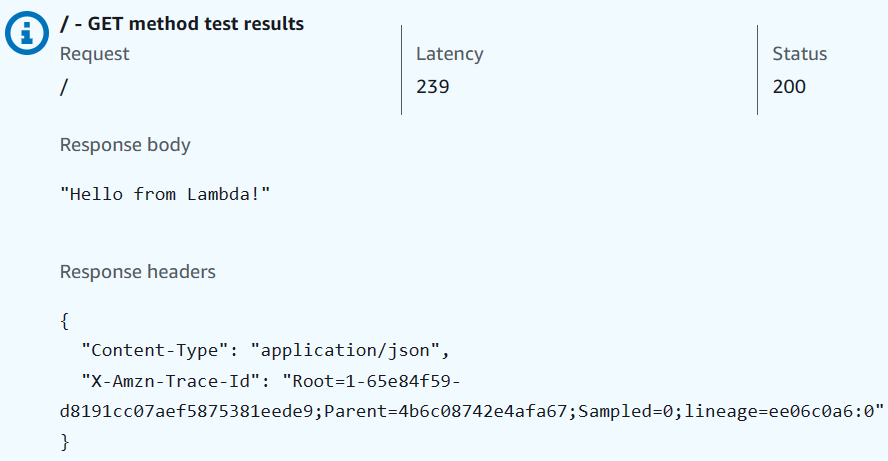 / - GET method test results
Request
Latency
Status
/
239
200
Response body
"Hello from Lambda!"
Response headers
{
"Content-Type": "application/json",
"X-Amzn-Trace-Id": "Root=1-65e84f59-
d8191cc07aef5875381eede9;Parent=4b6c08742e4afa67;Sampled=0;lineage=ee06c0a6:0"
}